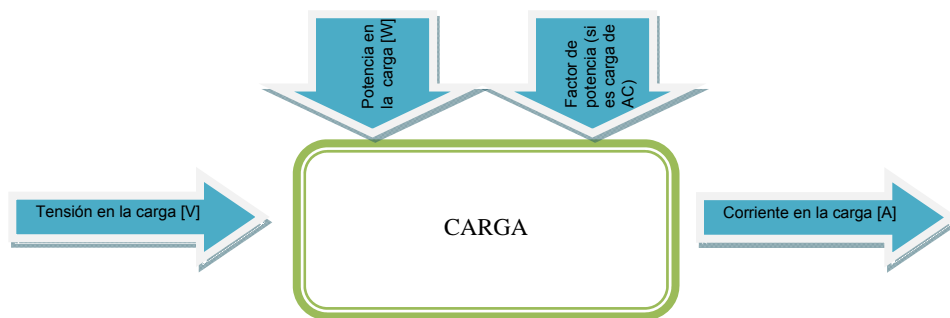 Potencia en
la carga [W]
Factor de
potencia (si
es carga de
AC)
Tensión en la carga [V]
CARGA
Corriente en la carga [A]